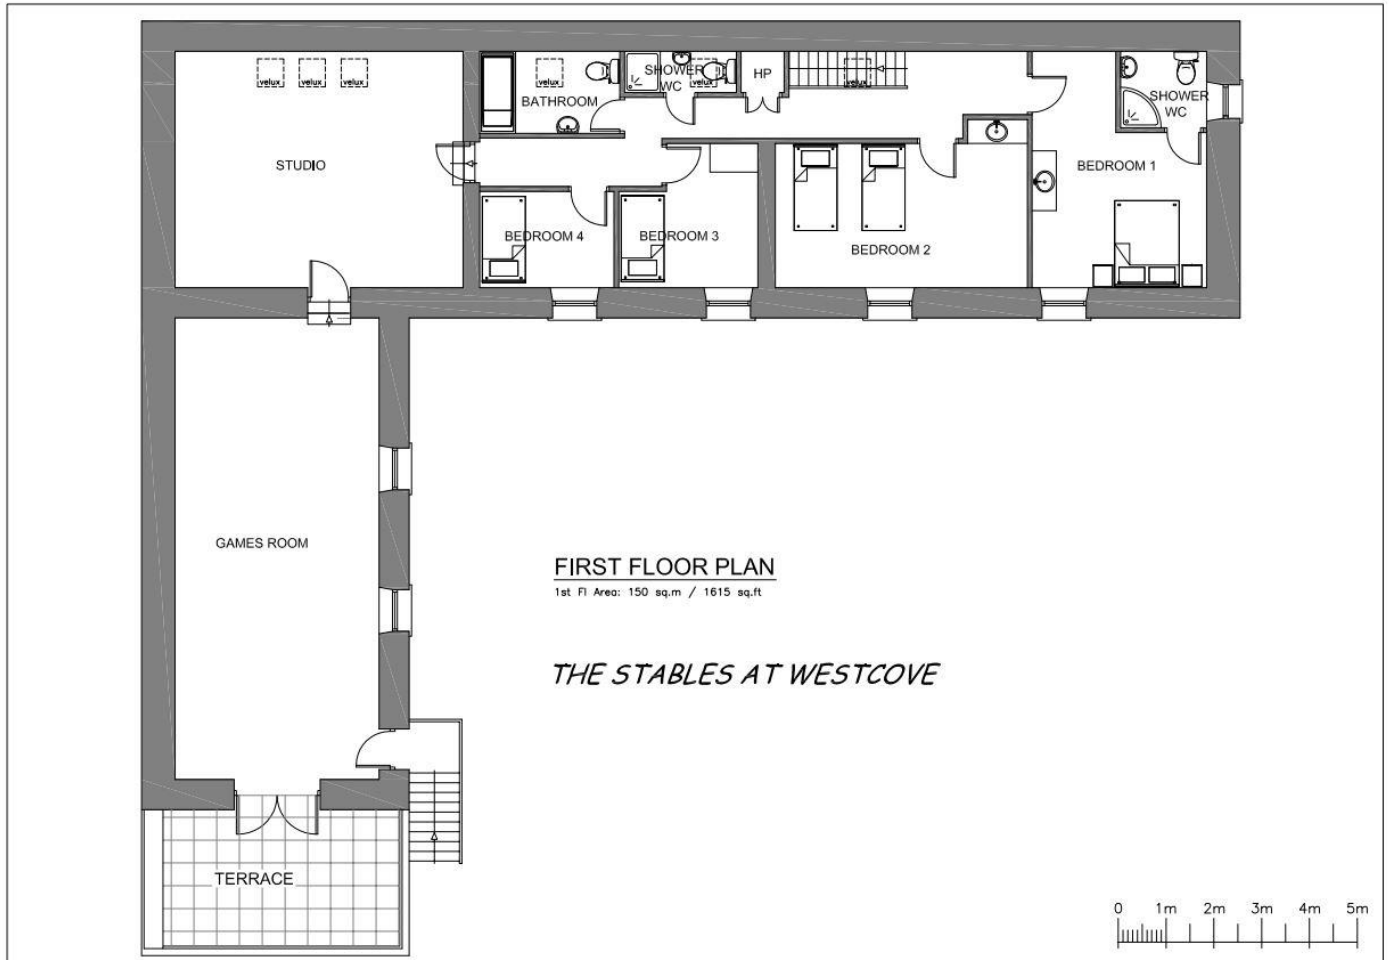 velux velux velux
velux
velux
velux
BATHROOM
SHOWER
WC
HP
SHOWER
WC
STUDIO
BEDROOM 1
BEDROOM 4
BEDROOM 3
BEDROOM 2
GAMES ROOM
FIRST FLOOR PLAN
1st Fl Area: 150 sq.m / 1615 sq.ft
THE STABLES AT WESTCOVE
TERRACE
0 1m 2m 3m 4m 5m